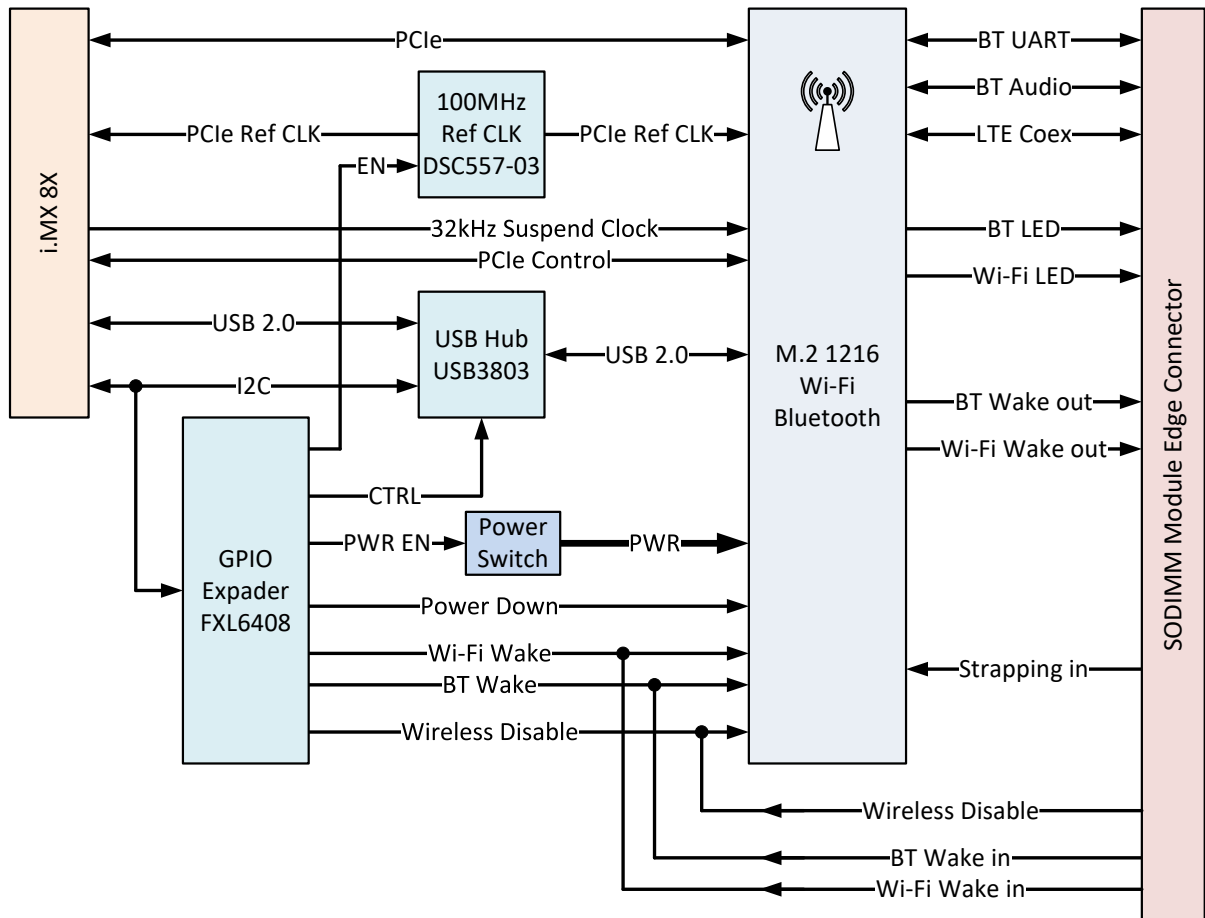 PCIe
BT UART
BT Audio
100MHz
Ref CLK
DSC557-03
PCIe Ref CLK
PCIe Ref CLK
LTE Coex
EN
i.MX 8X
32kHz Suspend Clock
BT LED
PCIe Control
Wi-Fi LED
USB 2.0
USB Hub
USB3803
USB 2.0
M.2 1216
Wi-Fi
Bluetooth
I2C
BT Wake out
Wi-Fi Wake out
SODIMM Module Edge Connector
CTRL
PWR EN
Power
Switch
PWR
GPIO
Expader
FXL6408
Power Down
Wi-Fi Wake
Strapping in
BT Wake
Wireless Disable
Wireless Disable
BT Wake in
Wi-Fi Wake in